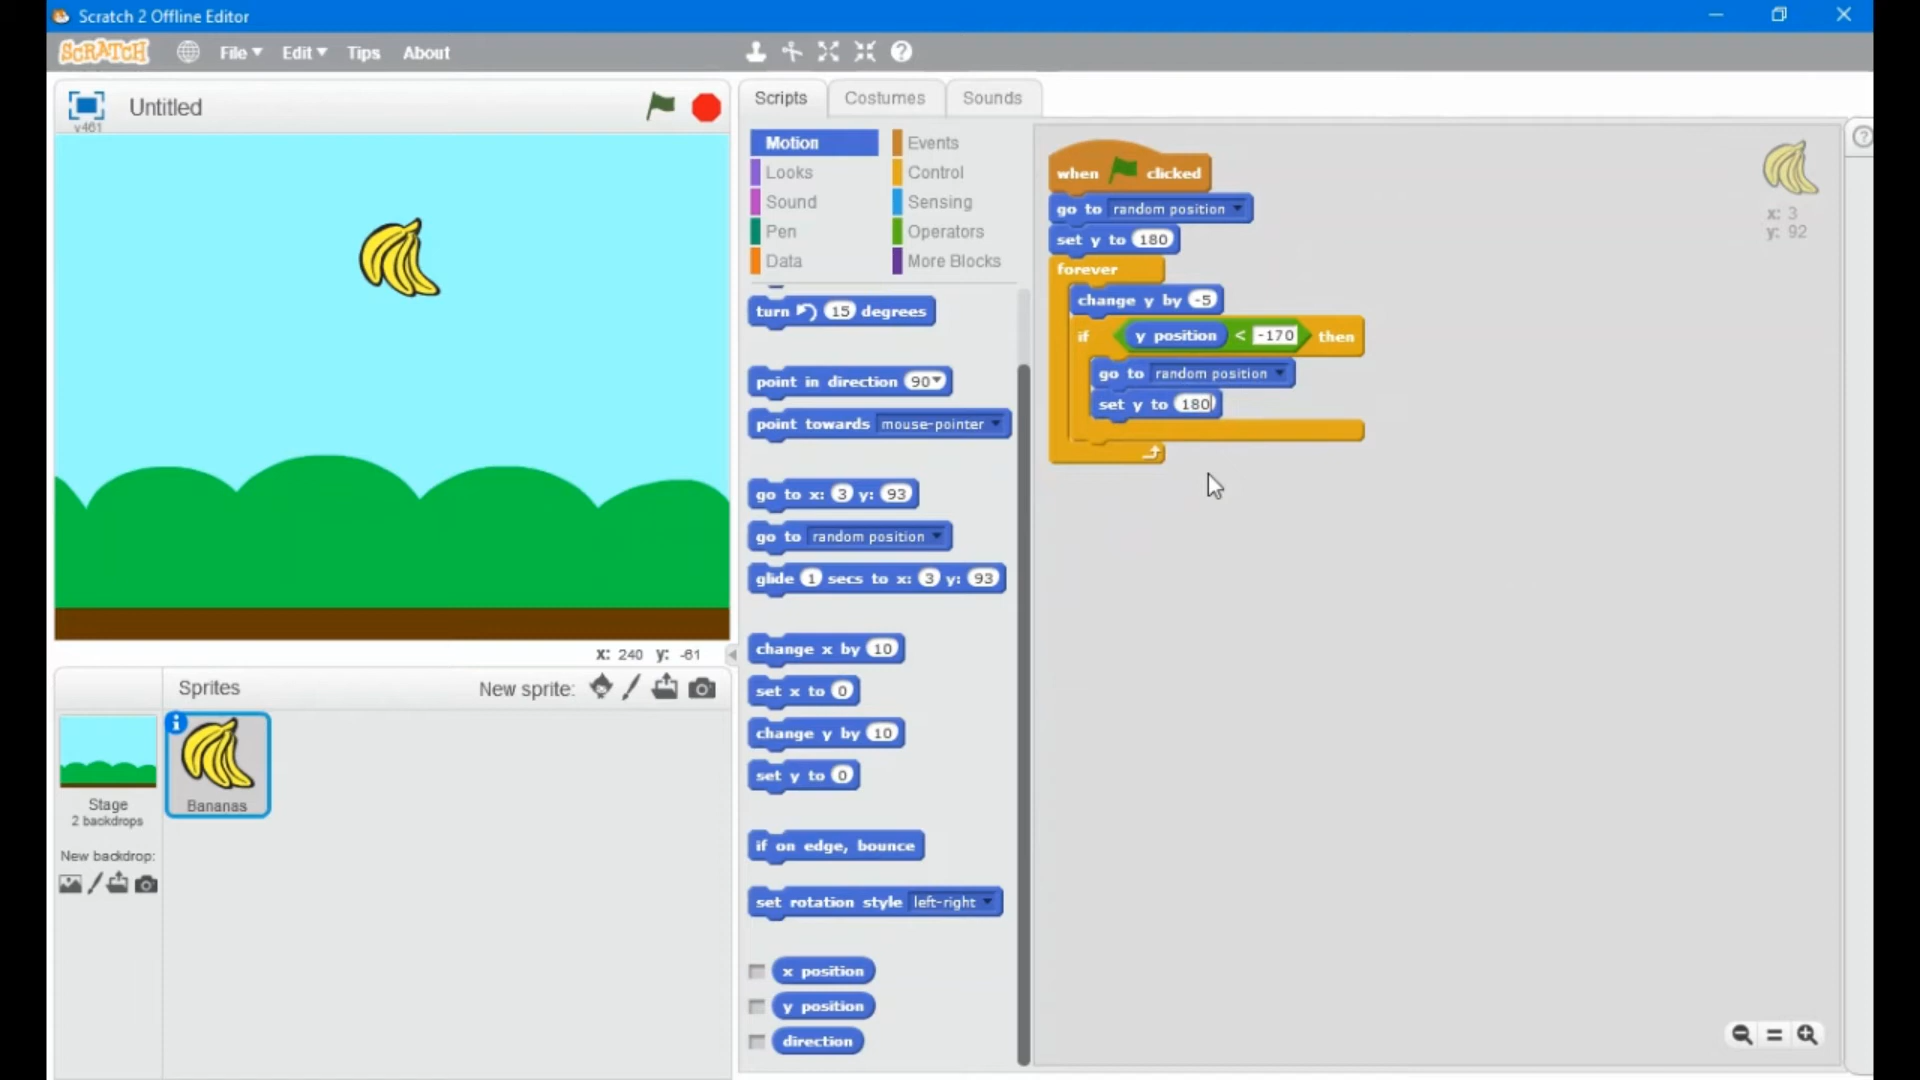 Scratch 2 Offline Editor
SCRATCH File Edit Tips About
Untitled
v461
Scripts Costumes Sounds
Motion Events
Looks Control
Sound Sensing
Pen Operators
Data More Blocks
turn 15 degrees
point in direction 90
point towards mouse-pointer
go to x: 3 y: 93
go to random position
glide 1 secs to x: 3 y: 93
change x by 10
set x to 0
change y by 10
set y to 0
if on edge, bounce
set rotation style left-right
x position
y position
direction
when clicked
go to random position
set y to 180
forever
change y by -5
if y position < -170 then
go to random position
set y to 180
x: 3
y: 92
x: 240 y: -61
Sprites New sprite:
Stage
2 backdrops
New backdrop:
Bananas